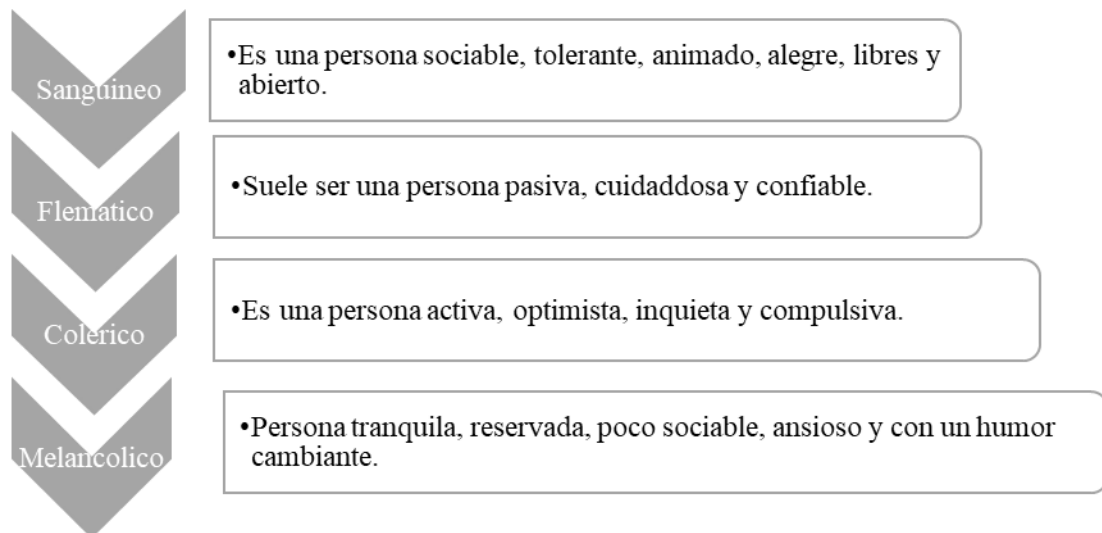 Sanguineo
•Es una persona sociable, tolerante, animado, alegre, libres y
abierto.
Flematico
•Suele ser una persona pasiva, cuidaddosa y confiable.
Colerico
•Es una persona activa, optimista, inquieta y compulsiva.
Melancolico
•Persona tranquila, reservada, poco sociable, ansioso y con un humor
cambiante.